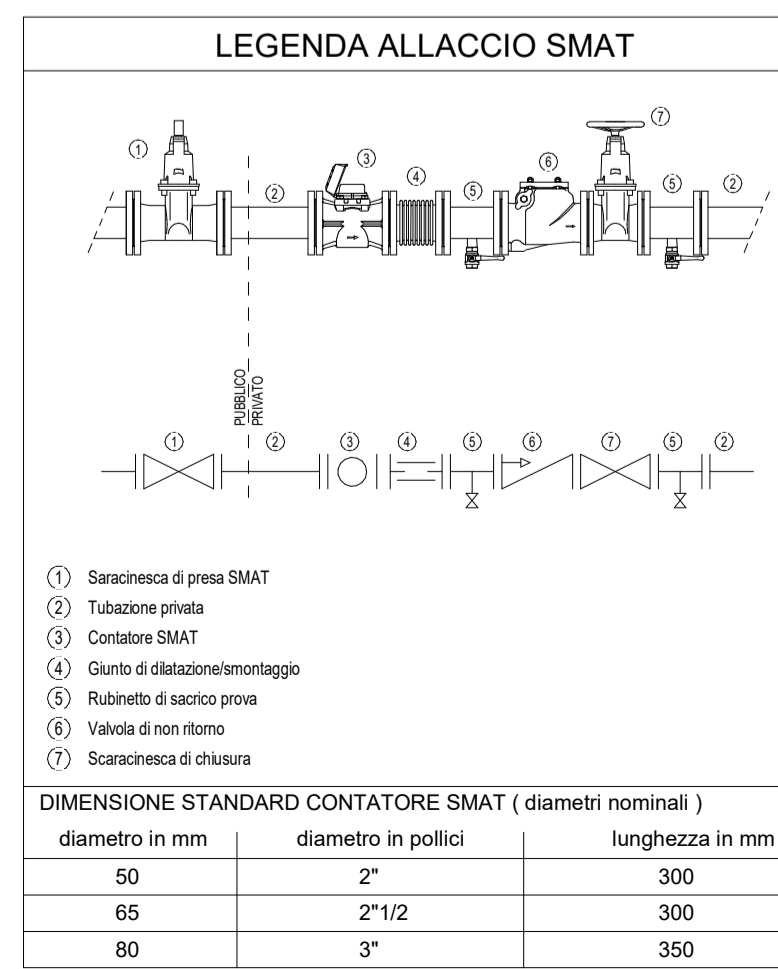 LEGENDA ALLACCIO SMAT
1 2 3 4 5 6 7 5 2
PUBBLICO
PRIVATO
1 2 3 4 5 6 7 5 2
1 Saracinesca di presa SMAT
2 Tubazione privata
3 Contatore SMAT
4 Giunto di dilatazione/smontaggio
5 Rubinetto di sacrico prova
6 Valvola di non ritorno
7 Scaracinesca di chiusura
DIMENSIONE STANDARD CONTATORE SMAT ( diametri nominali )
diametro in mm diametro in pollici lunghezza in mm
50 2" 300
65 2"1/2 300
80 3" 350